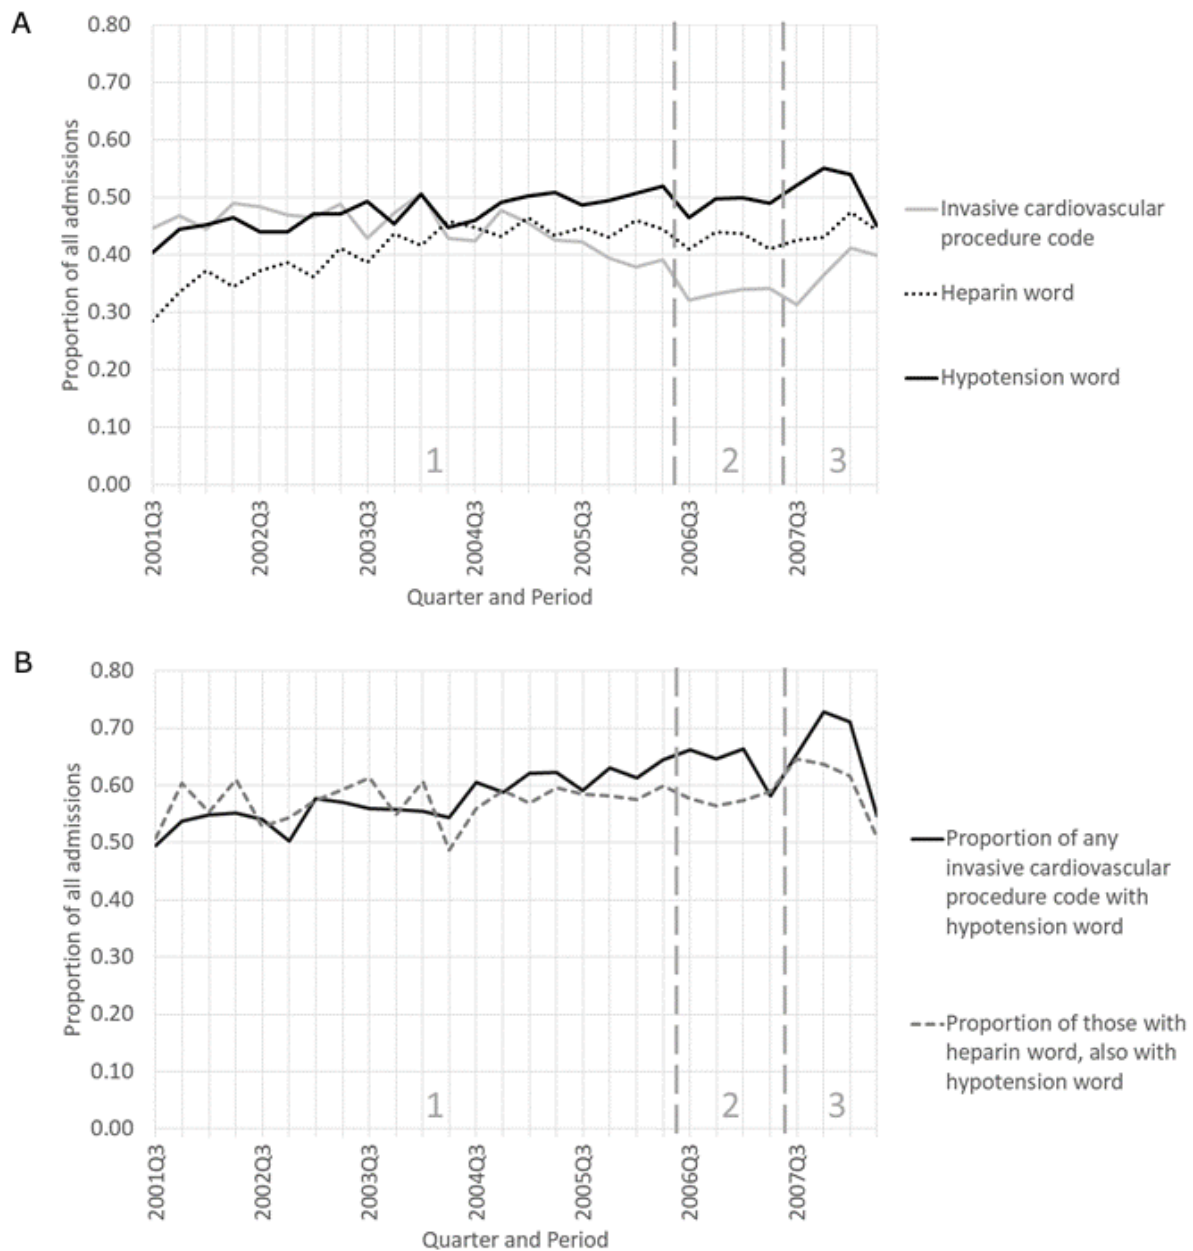 A
0.80
0.70
0.60
0.50
0.40
0.30
0.20
0.10
0.00
Proportion of all admissions
1
2
3
2001Q3
2002Q3
2003Q3
2004Q3
2005Q3
2006Q3
2007Q3
Quarter and Period
Invasive cardiovascular
procedure code
Heparin word
Hypotension word
B
0.80
0.70
0.60
0.50
0.40
0.30
0.20
0.10
0.00
Proportion of all admissions
1
2
3
2001Q3
2002Q3
2003Q3
2004Q3
2005Q3
2006Q3
2007Q3
Quarter and Period
Proportion of any
invasive cardiovascular
procedure code with
hypotension word
Proportion of those with
heparin word, also with
hypotension word